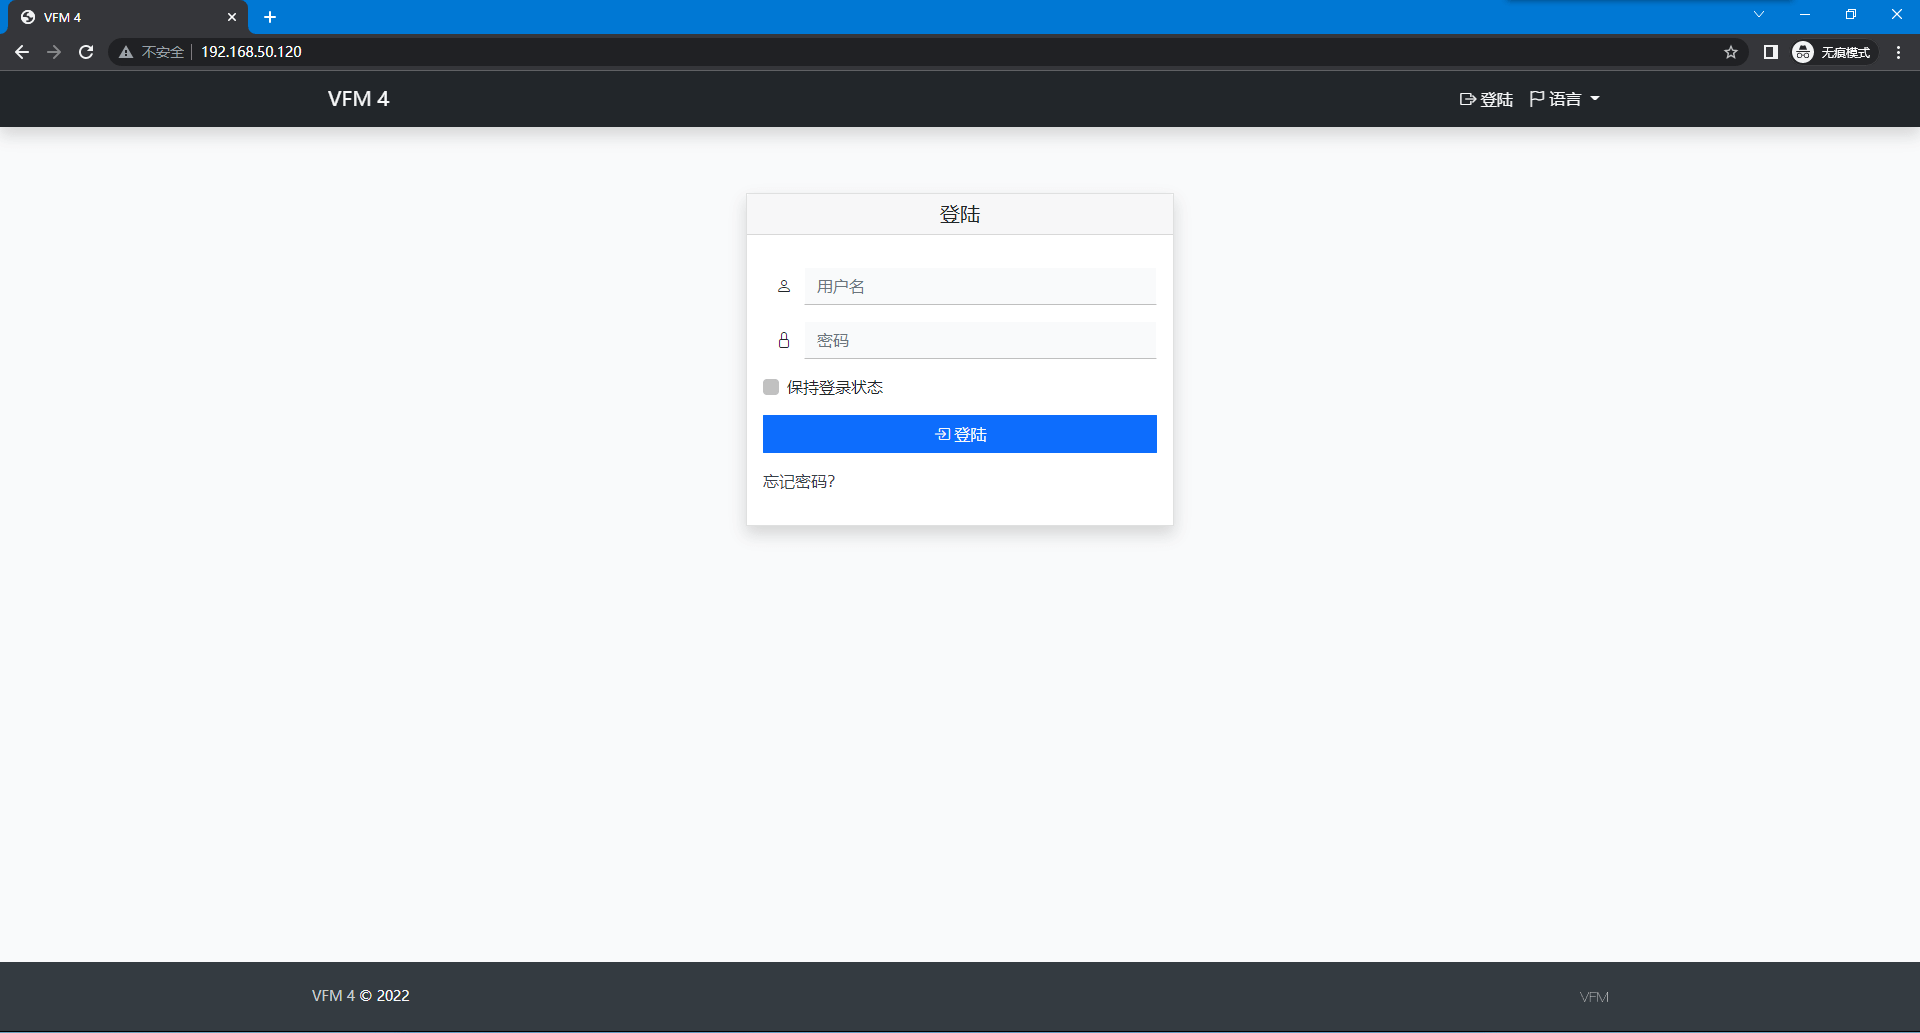 VFM 4
不安全 192.168.50.120
无痕模式
VFM 4
登陆
语言
登陆
用户名
密码
保持登录状态
登陆
忘记密码?
VFM 4 © 2022
VFM